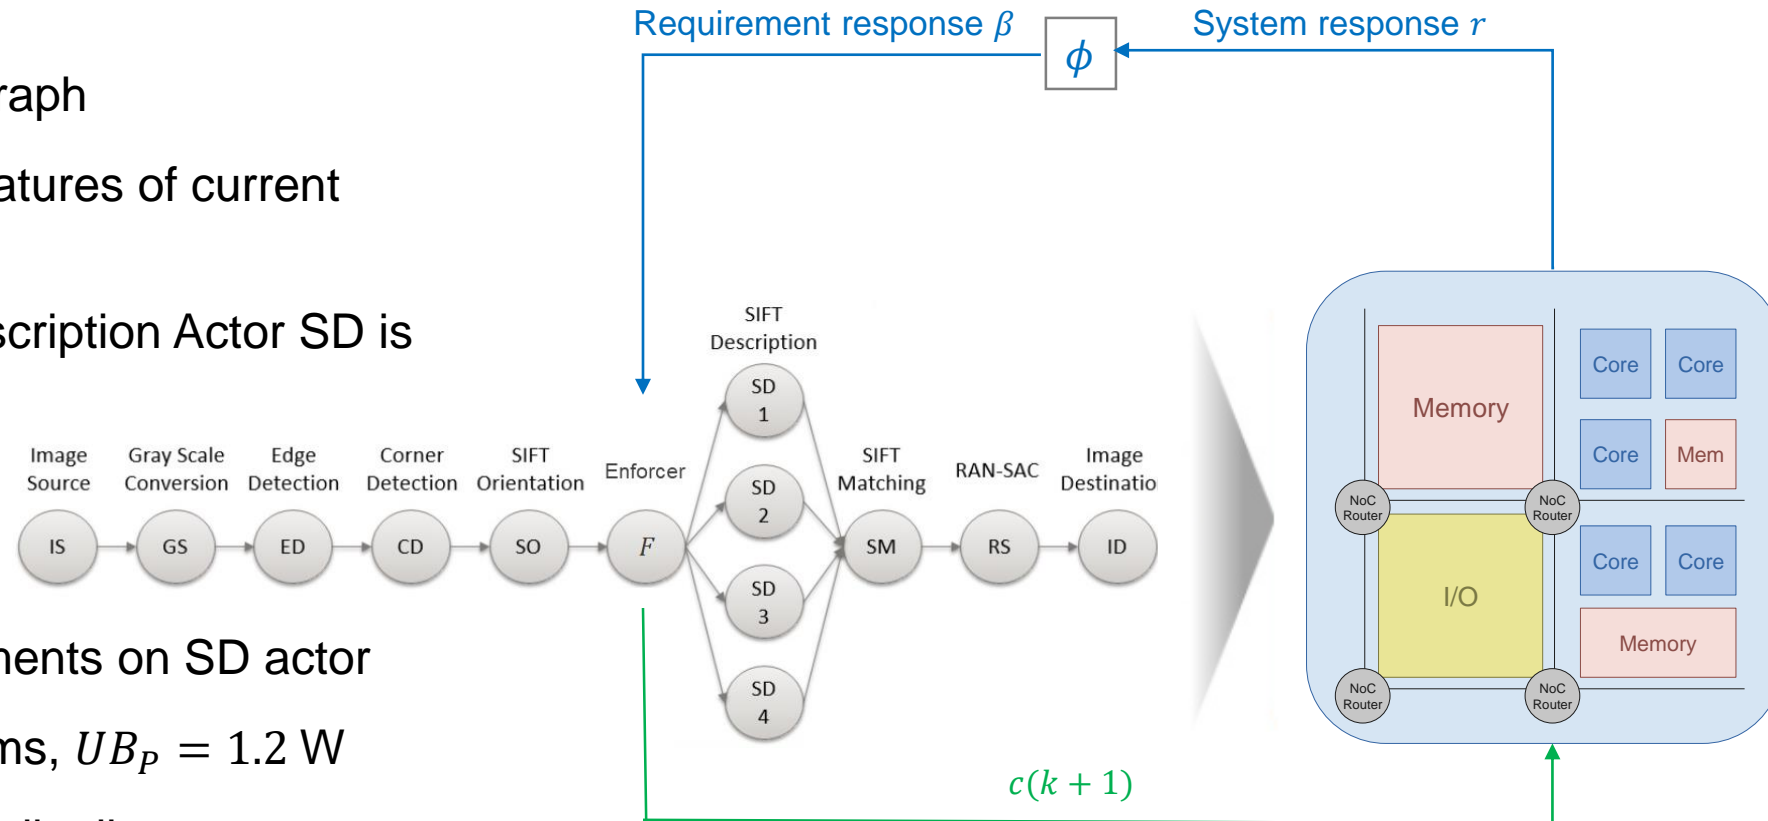 Requirement response β
ϕ
System response r
raph
atures of current
scription Actor SD is
nents on SD actor
ms, UB_P = 1.2 W
Image
Source
Gray Scale
Conversion
Edge
Detection
Corner
Detection
SIFT
Orientation
Enforcer
SIFT
Description
SIFT
Matching
RAN-SAC
Image
Destinatio
IS
GS
ED
CD
SO
F
SD
1
SD
2
SD
3
SD
4
SM
RS
ID
c(k + 1)
Memory
Core
Core
Core
Mem
NoC
Router
NoC
Router
I/O
Core
Core
Memory
NoC
Router
NoC
Router